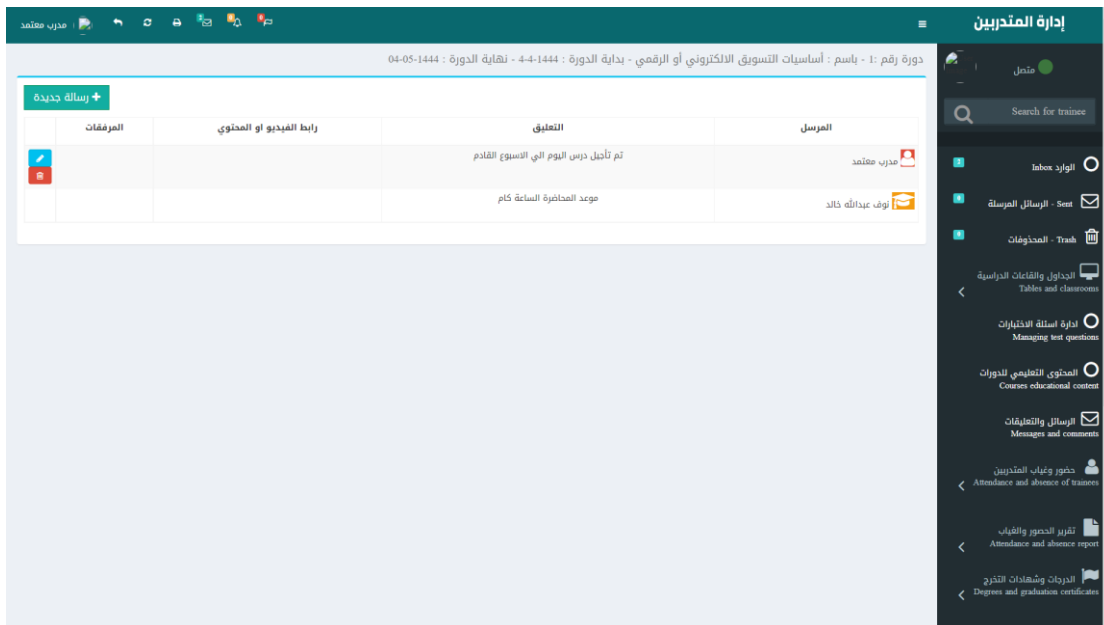 إدارة المتدربين
مدرب معتمد
متصل
Search for trainee
الوارد Inbox
Sent - الرسائل المرسلة
Trash - المحذوفات
الجداول والقاعات الدراسية
Tables and classrooms
ادارة اسئلة الاختبارات
Managing test questions
المحتوى التعليمي للدورات
Courses educational content
الرسائل والتعليقات
Messages and comments
حضور وغياب المتدربين
Attendance and absence of trainees
تقرير الحضور والغياب
Attendance and absence report
الدرجات وشهادات التخرج
Degrees and graduation certificates
دورة رقم :1 - باسم : أساسيات التسويق الالكتروني أو الرقمي - بداية الدورة : 1444-4-4 - نهاية الدورة : 1444-05-04
+ رسالة جديدة
المرسل التعليق رابط الفيديو او المحتوي المرفقات
مدرب معتمد تم تأجيل درس اليوم الي الاسبوع القادم
نوف عبدالله خالد موعد المحاضرة الساعة كام